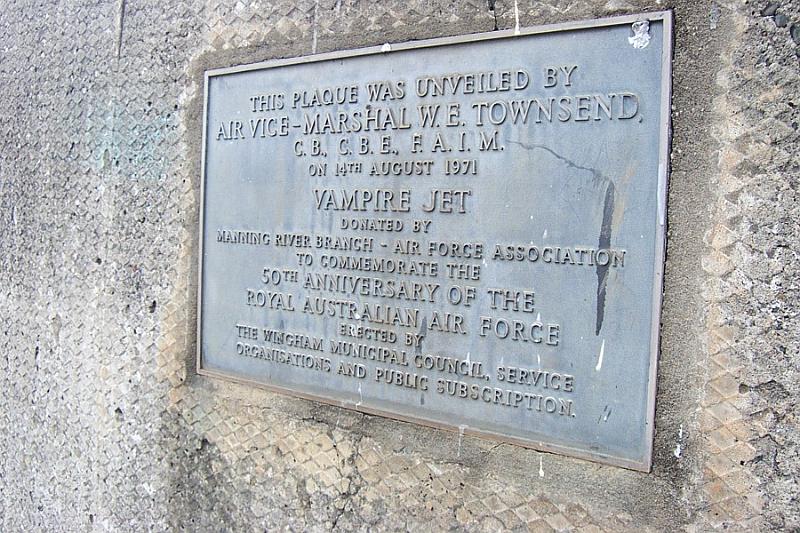 THIS PLAQUE WAS UNVEILED BY
AIR VICE-MARSHAL W.E. TOWNSEND,
C.B., C.B.E., F.A.I.M.
ON 14TH AUGUST 1971
VAMPIRE JET
DONATED BY
MANNING RIVER BRANCH - AIR FORCE ASSOCIATION
TO COMMEMORATE THE
50TH ANNIVERSARY OF THE
ROYAL AUSTRALIAN AIR FORCE
ERECTED BY
THE WINGHAM MUNICIPAL COUNCIL, SERVICE
ORGANISATIONS AND PUBLIC SUBSCRIPTION.